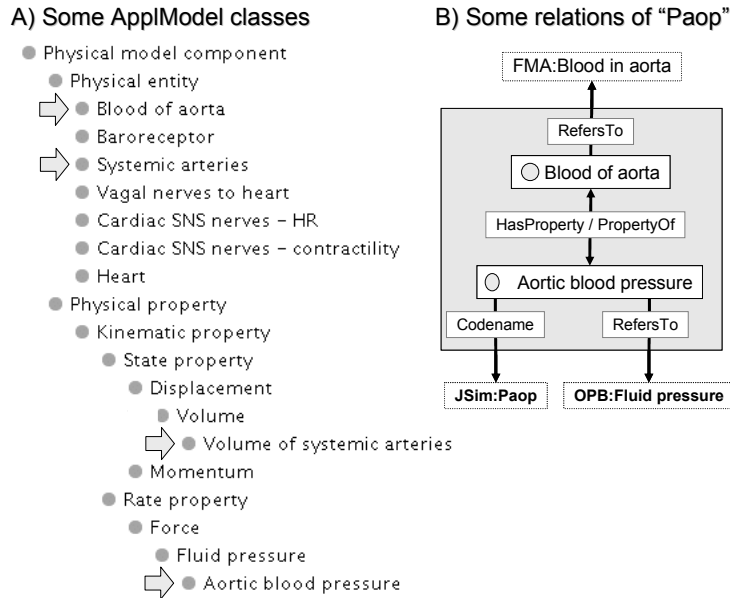 A) Some ApplModel classes
Physical model component
Physical entity
Blood of aorta
Baroreceptor
Systemic arteries
Vagal nerves to heart
Cardiac SNS nerves – HR
Cardiac SNS nerves – contractility
Heart
Physical property
Kinematic property
State property
Displacement
Volume
Volume of systemic arteries
Momentum
Rate property
Force
Fluid pressure
Aortic blood pressure
B) Some relations of “Paop”
FMA:Blood in aorta
RefersTo
Blood of aorta
HasProperty / PropertyOf
Aortic blood pressure
Codename RefersTo
JSim:Paop OPB:Fluid pressure